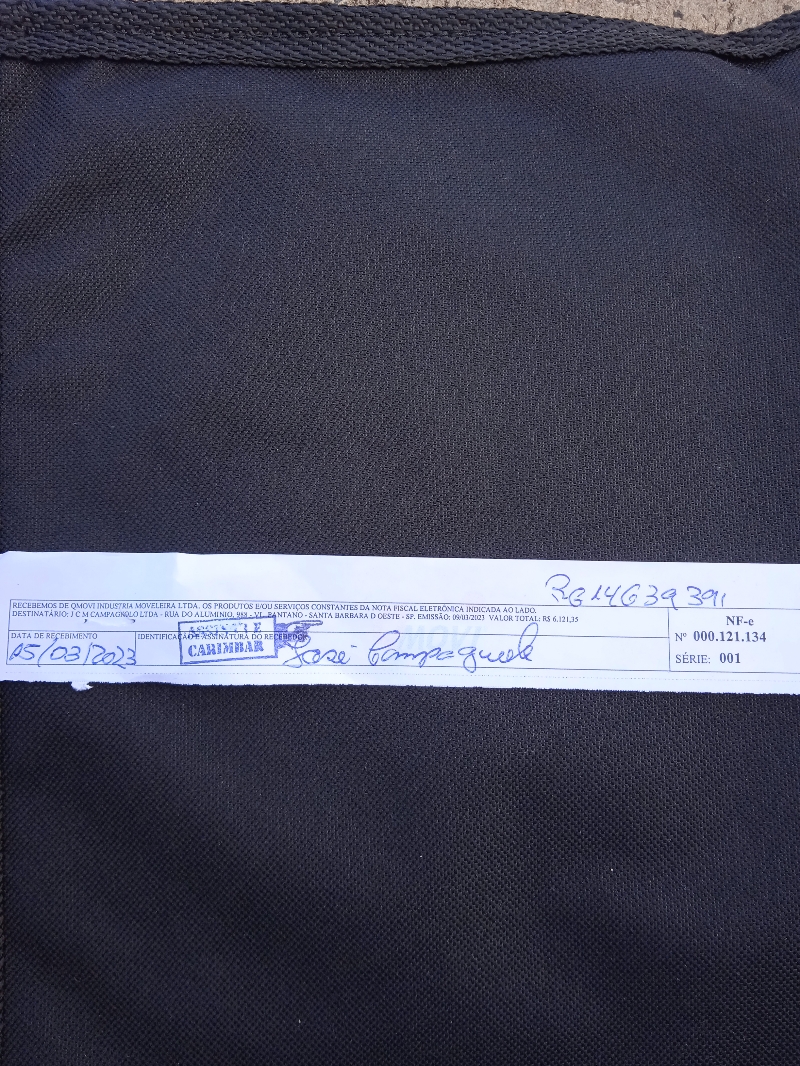 RG 14639391
RECEBEMOS DE QMOVI INDUSTRIA MOVELEIRA LTDA. OS PRODUTOS E/OU SERVIÇOS CONSTANTES DA NOTA FISCAL ELETRÔNICA INDICADA AO LADO.
DESTINATÁRIO: J C M CAMPAGNOLO LTDA - RUA DO ALUMINIO, 988 - VL. PANTANO - SANTA BARBARA D OESTE - SP. EMISSÃO: 09/03/2023 VALOR TOTAL: R$ 6.121,35
NF-e
Nº 000.121.134
SÉRIE: 001
DATA DE RECEBIMENTO
15/03/2023
IDENTIFICAÇÃO E ASSINATURA DO RECEBEDOR
CARIMBAR
José